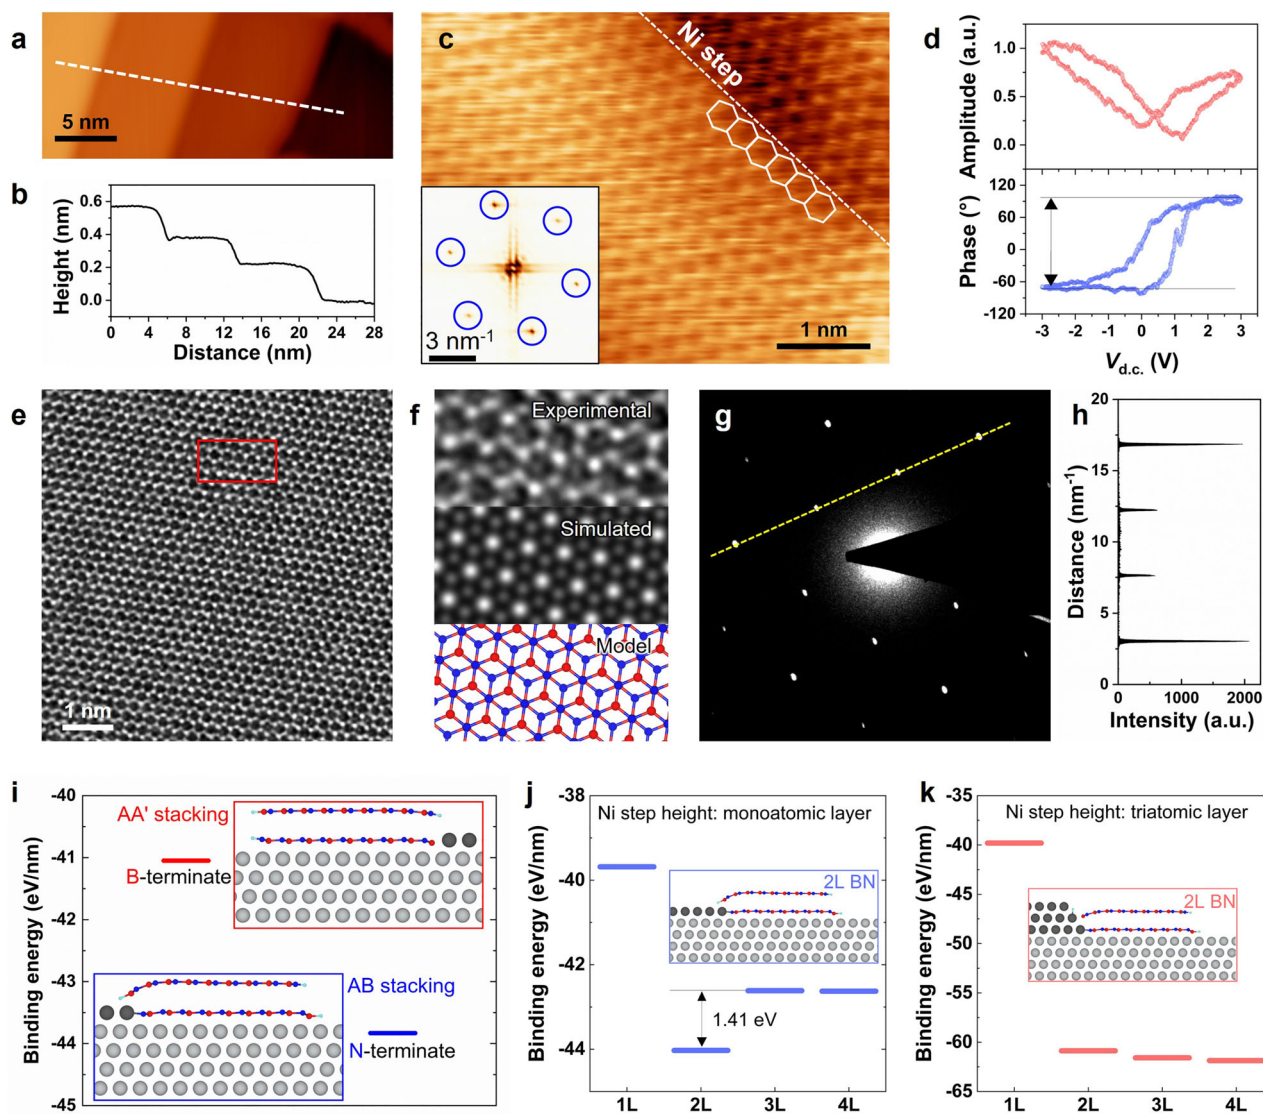 a
5 nm
b
Height (nm)
0.6
0.4
0.2
0.0
0 4 8 12 16 20 24 28
Distance (nm)
c
Ni step
3 nm-1
1 nm
d
Amplitude (a.u.)
1.0
0.5
0.0
Phase (°)
120
60
0
-60
-120
-3 -2 -1 0 1 2 3
Vd.c. (V)
e
1 nm
f
Experimental
Simulated
Model
g
h
Distance (nm-1)
20
15
10
5
0
0 1000 2000
Intensity (a.u.)
i
Binding energy (eV/nm)
-40
-41
-42
-43
-44
-45
AA' stacking
B-terminate
AB stacking
N-terminate
j
Binding energy (eV/nm)
-38
-40
-42
-44
Ni step height: monoatomic layer
2L BN
1.41 eV
1L 2L 3L 4L
k
Binding energy (eV/nm)
-35
-40
-45
-50
-55
-60
-65
Ni step height: triatomic layer
2L BN
1L 2L 3L 4L